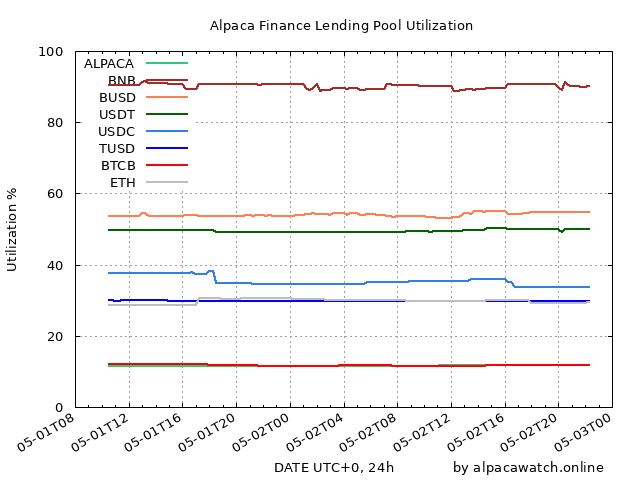 Alpaca Finance Lending Pool Utilization
Utilization %
100
80
60
40
20
0
ALPACA
BNB
BUSD
USDT
USDC
TUSD
BTCB
ETH
05-01T08
05-01T12
05-01T16
05-01T20
05-02T00
05-02T04
05-02T08
05-02T12
05-02T16
05-02T20
05-03T00
DATE UTC+0, 24h
by alpacawatch.online